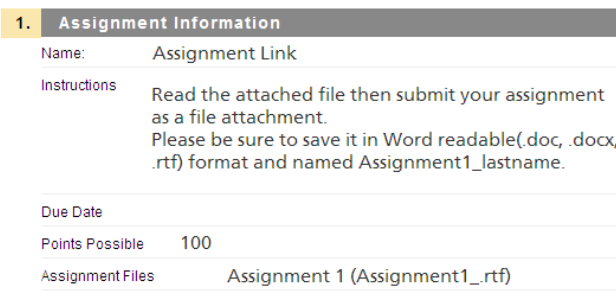 1. Assignment Information
Name: Assignment Link
Instructions Read the attached file then submit your assignment
as a file attachment.
Please be sure to save it in Word readable(.doc, .docx,
.rtf) format and named Assignment1_lastname.
Due Date
Points Possible 100
Assignment Files Assignment 1 (Assignment1_.rtf)